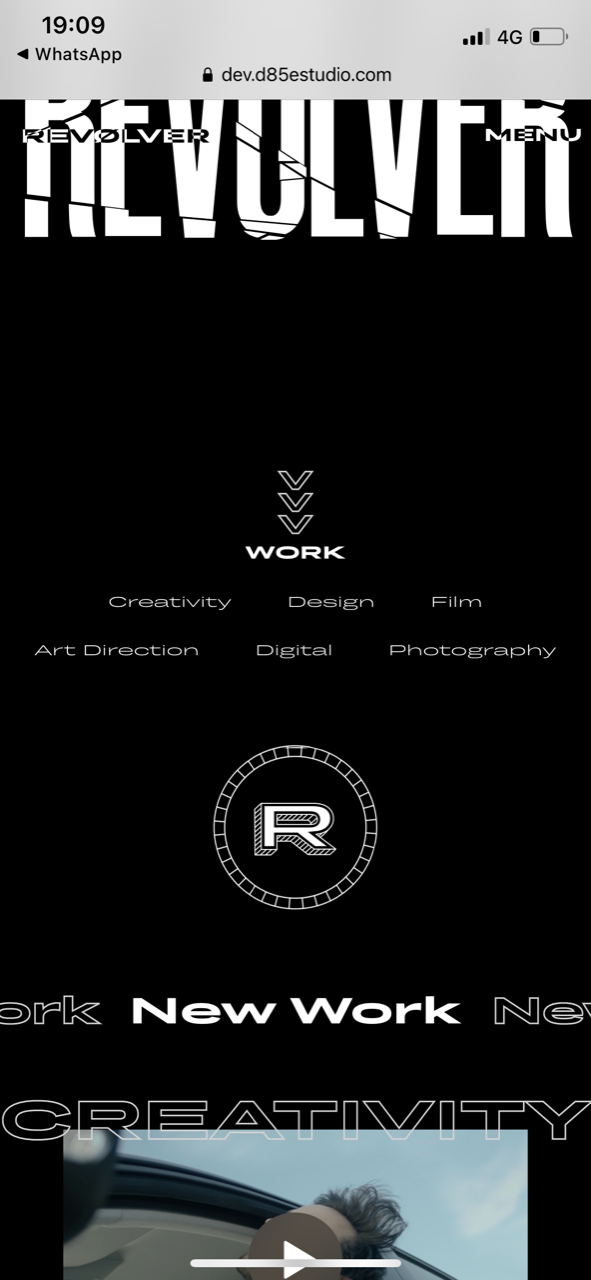 19:09
4G
WhatsApp
dev.d85estudio.com
REVOLVER
REVØLVER
MENU
WORK
Creativity Design Film
Art Direction Digital Photography
R
ork New Work Nev
CREATIVITY